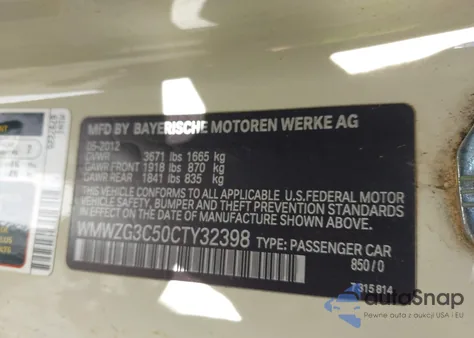 MFD BY BAYERISCHE MOTOREN WERKE AG
05-2012
GVWR 3671 lbs 1665 kg
GAWR FRONT 1918 lbs 870 kg
GAWR REAR 1841 lbs 835 kg
THIS VEHICLE CONFORMS TO ALL APPLICABLE U.S.FEDERAL MOTOR
VEHICLE SAFETY, BUMPER, AND THEFT PREVENTION STANDARDS
IN EFFECT ON THE DATE OF MANUFACTURE SHOWN ABOVE.
WMWZG3C50CTY32398 TYPE: PASSENGER CAR
850/0
7 315 814
autoSnap
Pewne auta z aukcji USA i EU